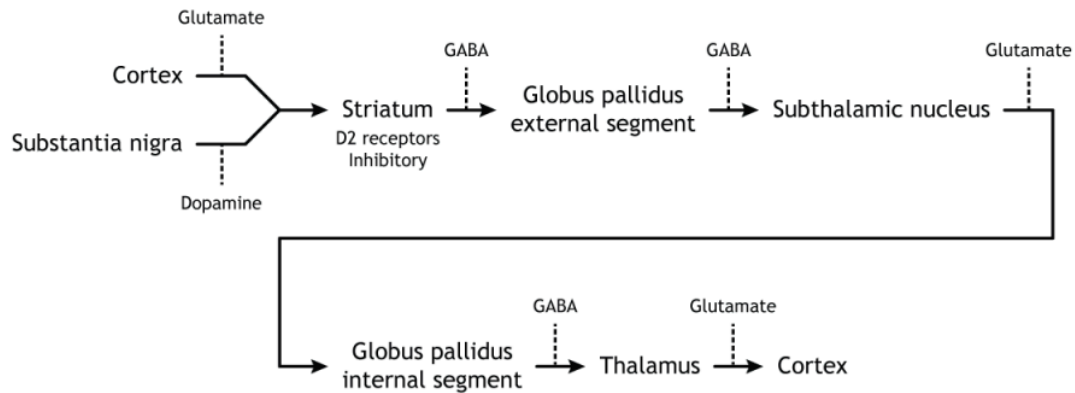 Glutamate
Cortex
Substantia nigra
Dopamine
Striatum
D2 receptors
Inhibitory
GABA
Globus pallidus
external segment
GABA
Subthalamic nucleus
Glutamate
Globus pallidus
internal segment
GABA
Thalamus
Glutamate
Cortex